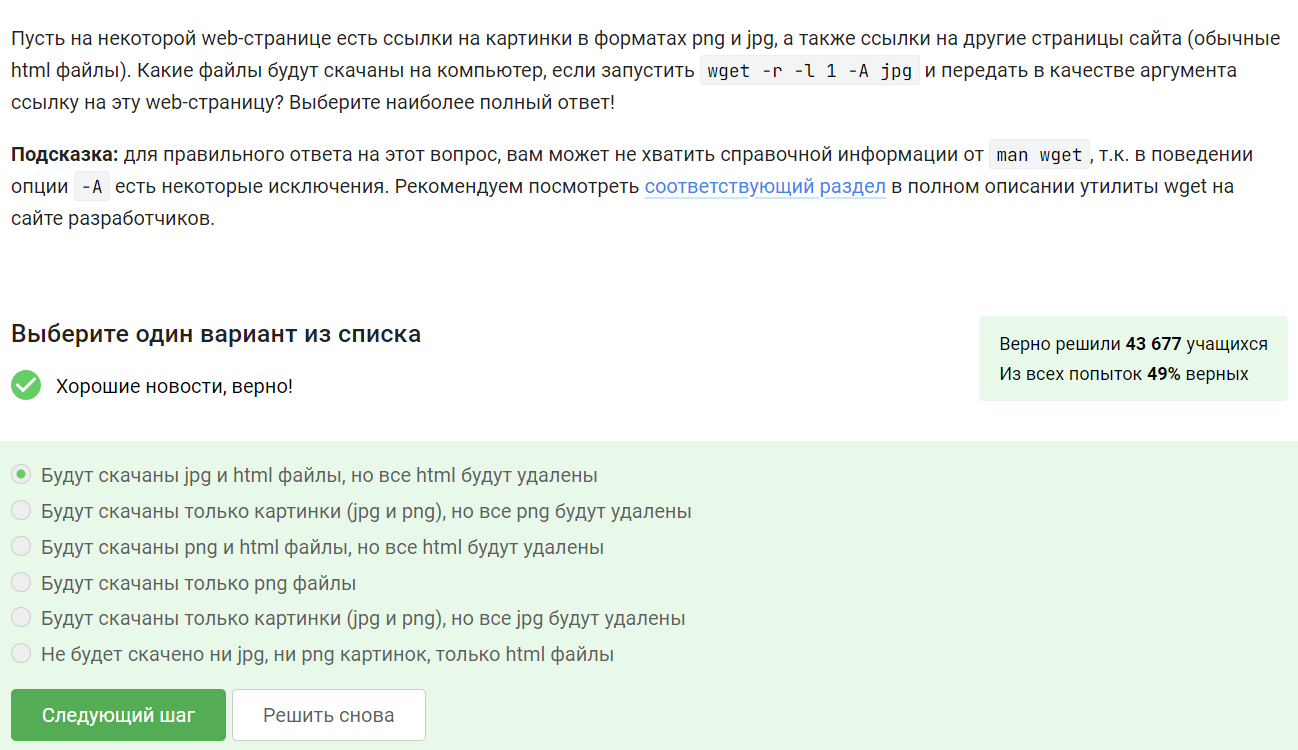 Пусть на некоторой web-странице есть ссылки на картинки в форматах png и jpg, а также ссылки на другие страницы сайта (обычные
html файлы). Какие файлы будут скачаны на компьютер, если запустить wget -r -l 1 -A jpg и передать в качестве аргумента
ссылку на эту web-страницу? Выберите наиболее полный ответ!
Подсказка: для правильного ответа на этот вопрос, вам может не хватить справочной информации от man wget, т.к. в поведении
опции -A есть некоторые исключения. Рекомендуем посмотреть соответствующий раздел в полном описании утилиты wget на
сайте разработчиков.
Выберите один вариант из списка
Хорошие новости, верно!
Верно решили 43 677 учащихся
Из всех попыток 49% верных
Будут скачаны jpg и html файлы, но все html будут удалены
Будут скачаны только картинки (jpg и png), но все png будут удалены
Будут скачаны png и html файлы, но все html будут удалены
Будут скачаны только png файлы
Будут скачаны только картинки (jpg и png), но все jpg будут удалены
Не будет скачено ни jpg, ни png картинок, только html файлы
Следующий шаг
Решить снова